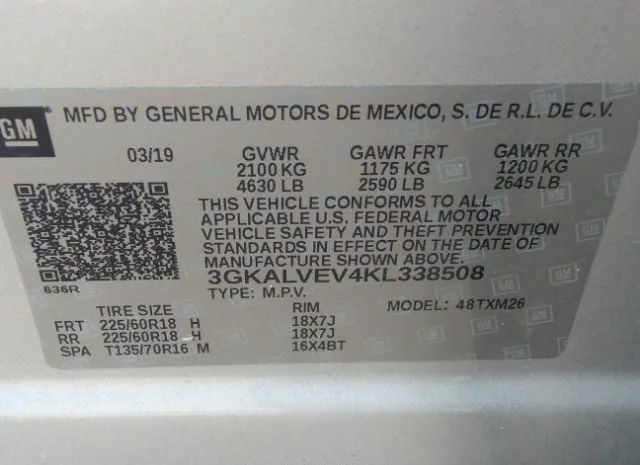 GM
MFD BY GENERAL MOTORS DE MEXICO, S. DE R.L. DE C.V.
03/19 GVWR GAWR FRT GAWR RR
2100 KG 1175 KG 1200 KG
4630 LB 2590 LB 2645 LB
THIS VEHICLE CONFORMS TO ALL
APPLICABLE U.S. FEDERAL MOTOR
VEHICLE SAFETY AND THEFT PREVENTION
STANDARDS IN EFFECT ON THE DATE OF
MANUFACTURE SHOWN ABOVE.
3GKALVEV4KL338508
636R
TYPE: M.P.V.
TIRE SIZE RIM MODEL: 48TXM26
FRT 225/60R18 H 18X7J
RR 225/60R18 H 18X7J
SPA T135/70R16 M 16X4BT